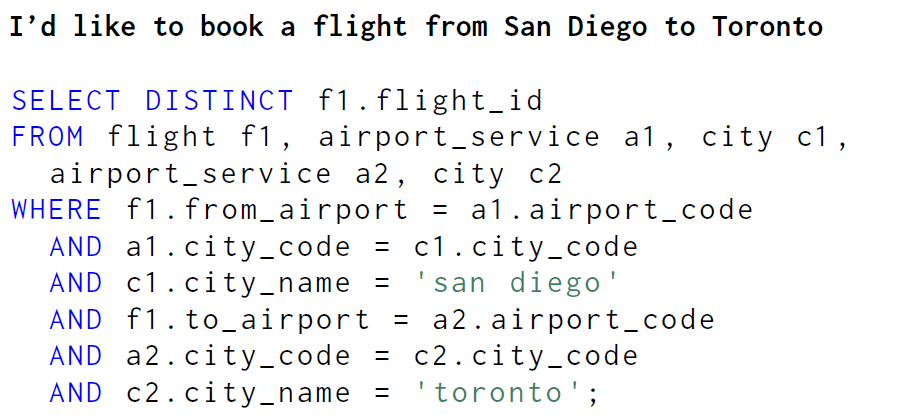 I’d like to book a flight from San Diego to Toronto
SELECT DISTINCT f1.flight_id
FROM flight f1, airport_service a1, city c1,
airport_service a2, city c2
WHERE f1.from_airport = a1.airport_code
AND a1.city_code = c1.city_code
AND c1.city_name = 'san diego'
AND f1.to_airport = a2.airport_code
AND a2.city_code = c2.city_code
AND c2.city_name = 'toronto';